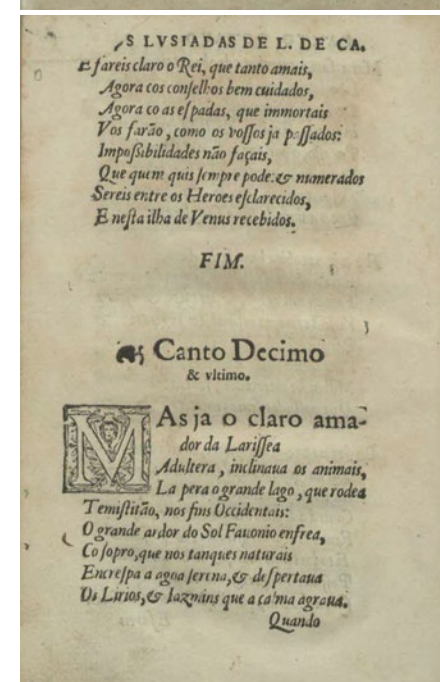 S LVSIADAS DE L. DE CA.
E fareis claro o Rei, que tanto amais,
Agora cos conſelhos bem cuidados,
Agora co as eſpadas, que immortais
Vos farão, como os voſſos ja paſſados:
Impoſsibilidades não façais,
Que quem quis ſempre pode: & numerados
Sereis entre os Heroes eſclarecidos,
E neſta ilha de Venus recebidos.
FIM.
Canto Decimo
& vltimo.
MAs ja o claro ama-
dor da Lariſſea
Adultera, inclinaua os animais,
La pera o grande lago, que rodea
Temiſtitão, nos fins Occidentais:
O grande ardor do Sol Fauonio enfrea,
Co ſopro, que nos tanques naturais
Encreſpa a agoa ſerena, & deſpertaua
Os Lirios, & Iazmins que a calma agraua.
Quando